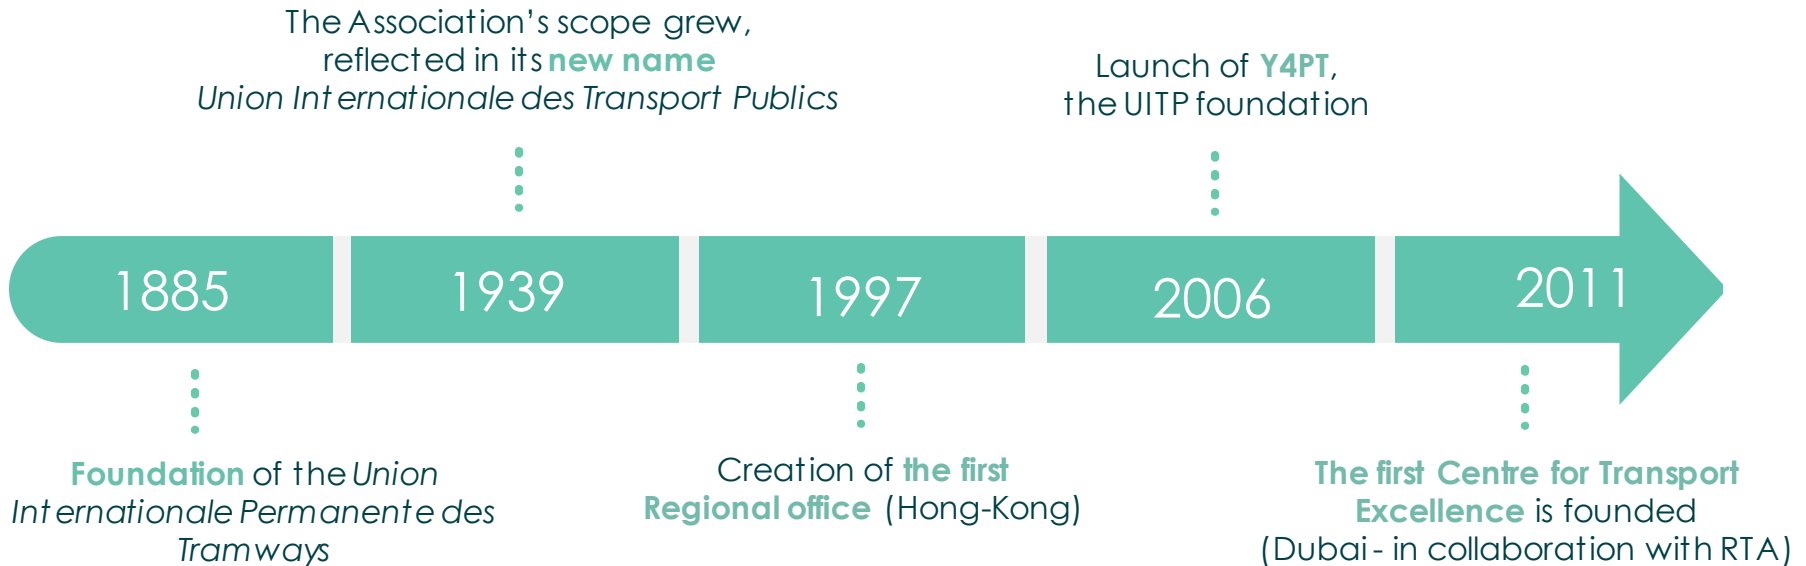 The Association's scope grew,
reflected in its new name
Union Internationale des Transport Publics
Launch of Y4PT,
the UITP foundation
1885
1939
1997
2006
2011
Foundation of the Union
Internationale Permanente des
Tramways
Creation of the first
Regional office (Hong-Kong)
The first Centre for Transport
Excellence is founded
(Dubai - in collaboration with RTA)